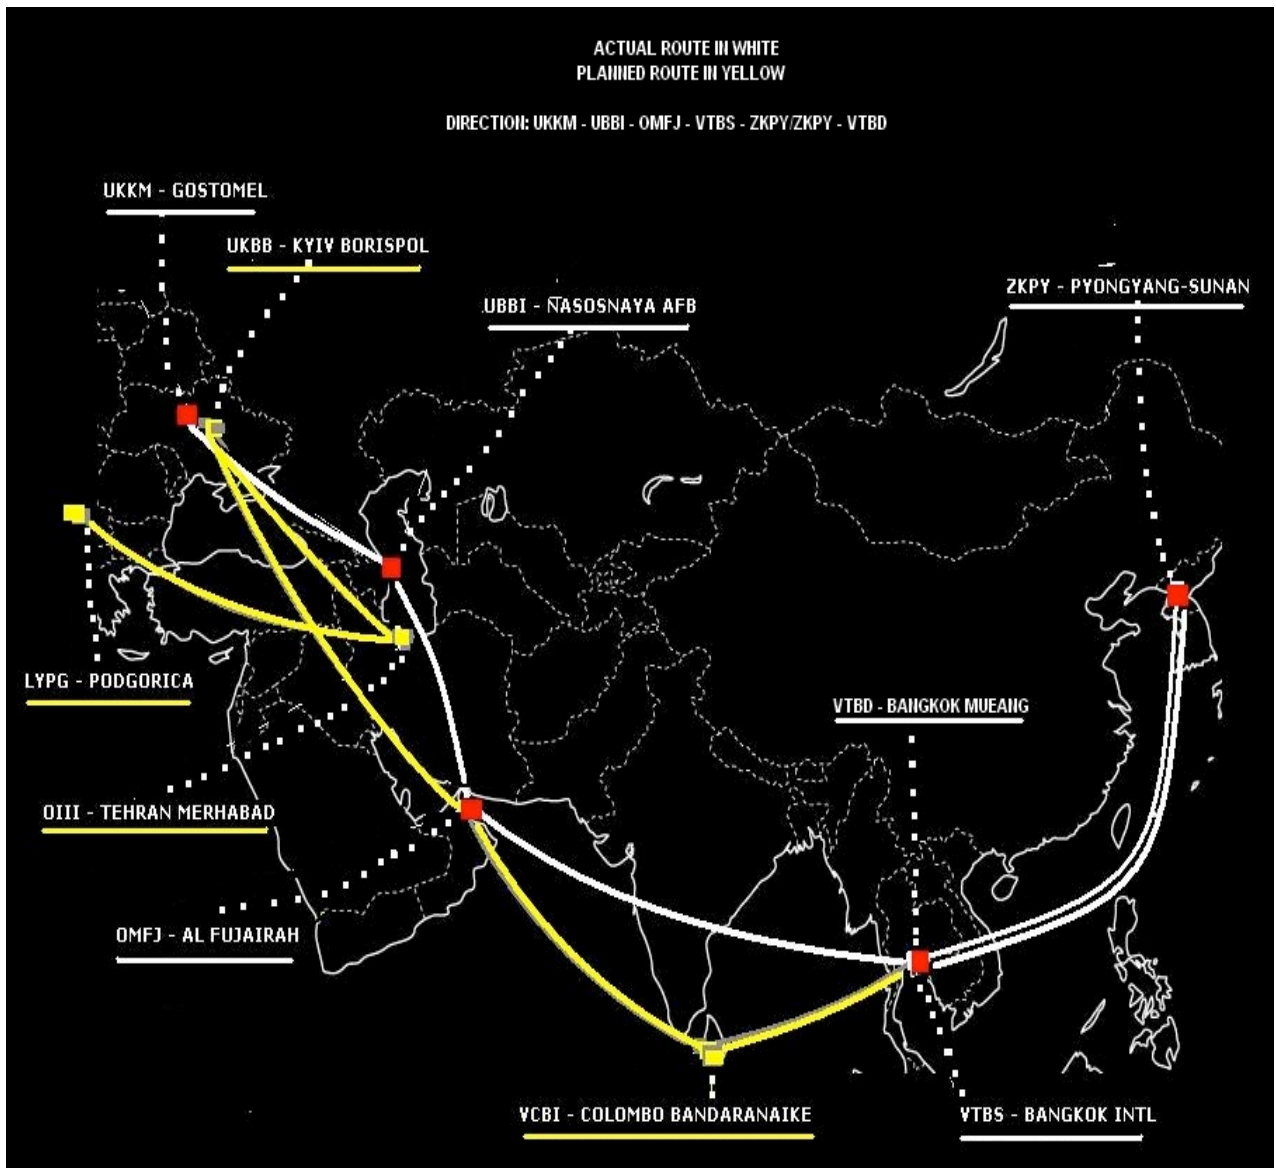 ACTUAL ROUTE IN WHITE
PLANNED ROUTE IN YELLOW
DIRECTION: UKKM - UBBI - OMFJ - VTBS - ZKPY/ZKPY - VTBD
UKKM - GOSTOMEL
UKBB - KYIV BORISPOL
ZKPY - PYONGYANG-SUNAN
UBBI - NASOSNAYA AFB
LYPG - PODGORICA
VTBD - BANGKOK MUEANG
OIII - TEHRAN MERHABAD
OMFJ - AL FUJAIRAH
VCBI - COLOMBO BANDARANAIKE
VTBS - BANGKOK INTL